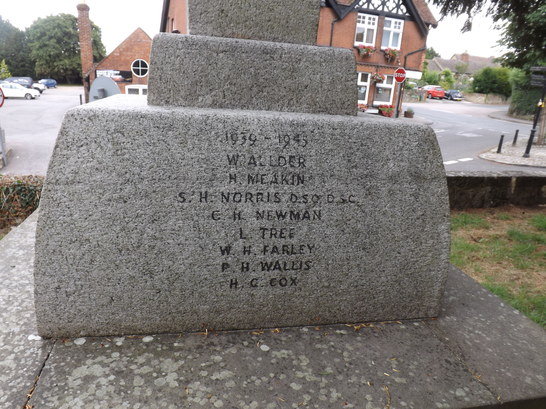 1939 - 1945
W. ALLDER
H. MEAKIN
S. H. NORRIS D.S.O. D.S.C.
C. H. NEWMAN
L. TREE
W. H. FARLEY
P. H. WALLIS
H. G. COX